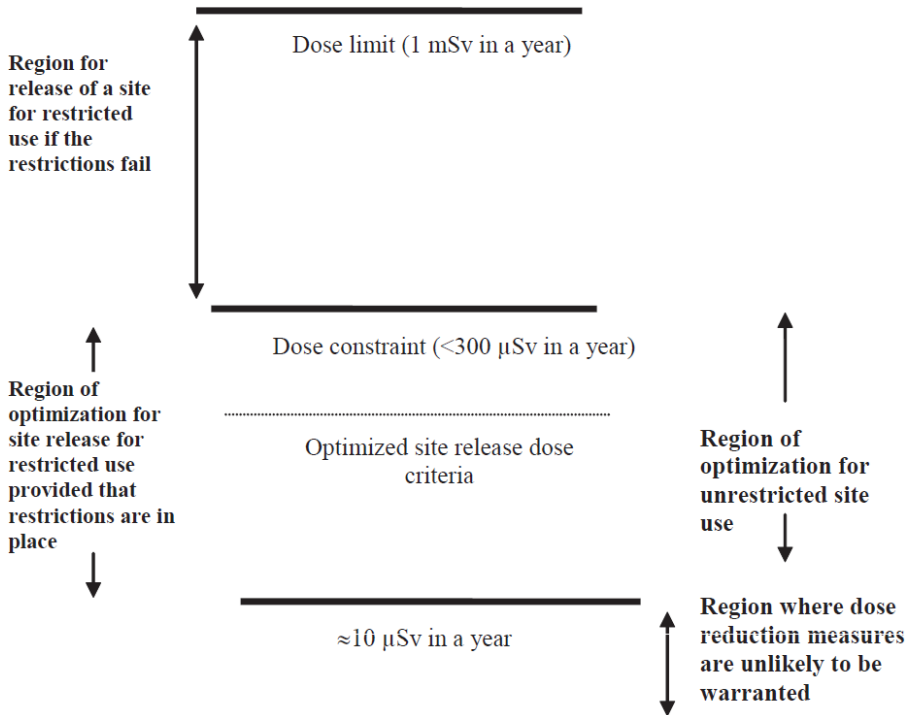 Dose limit (1 mSv in a year)
Region for
release of a site
for restricted
use if the
restrictions fail
Dose constraint (<300 µSv in a year)
Region of
optimization for
site release for
restricted use
provided that
restrictions are in
place
Optimized site release dose
criteria
Region of
optimization for
unrestricted site
use
≈10 µSv in a year
Region where dose
reduction measures
are unlikely to be
warranted